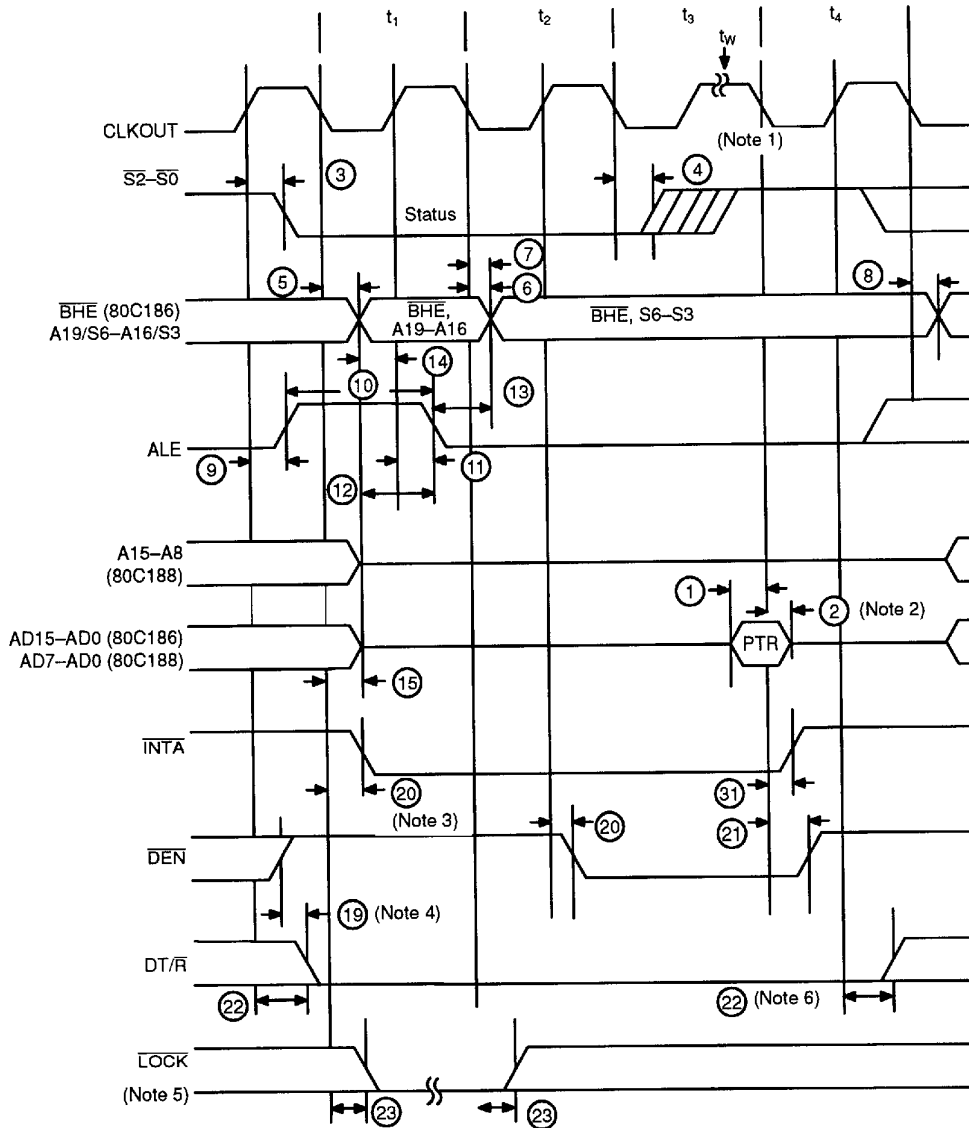 t1 t2 t3 t4
tW
CLKOUT
(Note 1)
S2–S0
3
4
Status
7
5
6
8
BHE (80C186)
A19/S6–A16/S3
BHE,
A19–A16
BHE, S6–S3
14
10
13
ALE
9
11
12
A15–A8
(80C188)
1
2 (Note 2)
AD15–AD0 (80C186)
AD7–AD0 (80C188)
PTR
15
INTA
20
31
(Note 3)
20
21
DEN
19 (Note 4)
DT/R
22
22 (Note 6)
LOCK
(Note 5)
23
23